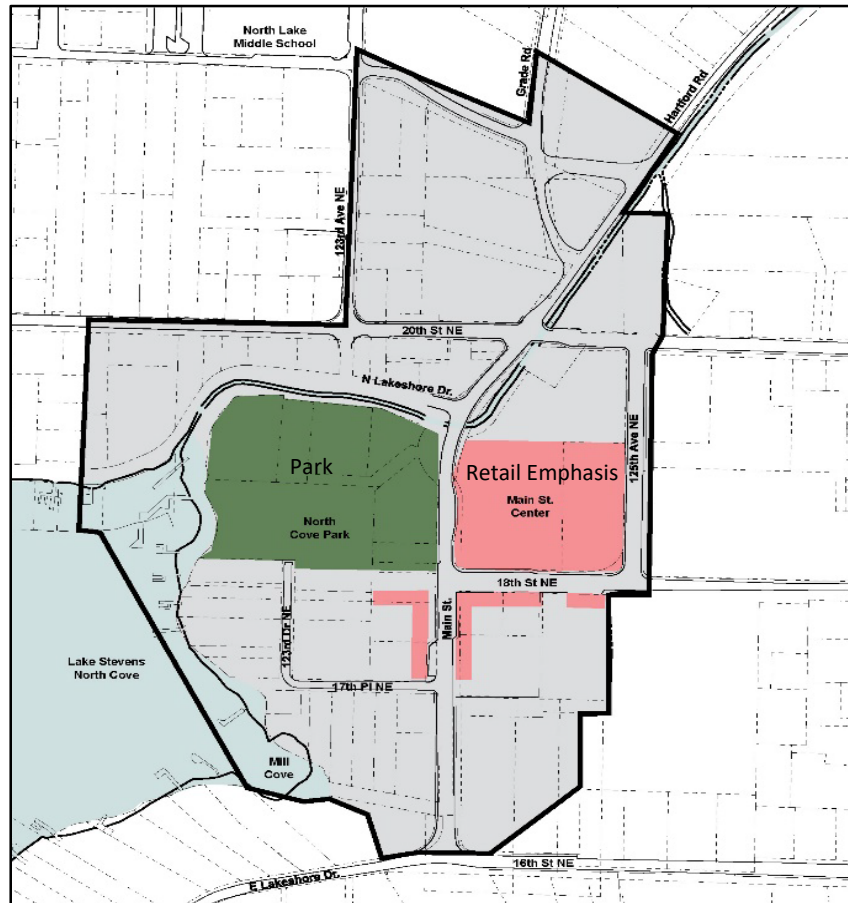 North Lake
Middle School
Grade Rd
Hartford Rd
123rd Ave NE
20th St NE
N Lakeshore Dr.
125th Ave NE
Park
Retail Emphasis
Main St.
Center
North
Cove Park
18th St NE
Main St.
123rd Dr NE
17th Pl NE
Lake Stevens
North Cove
Mill
Cove
16th St NE
E Lakeshore Dr.